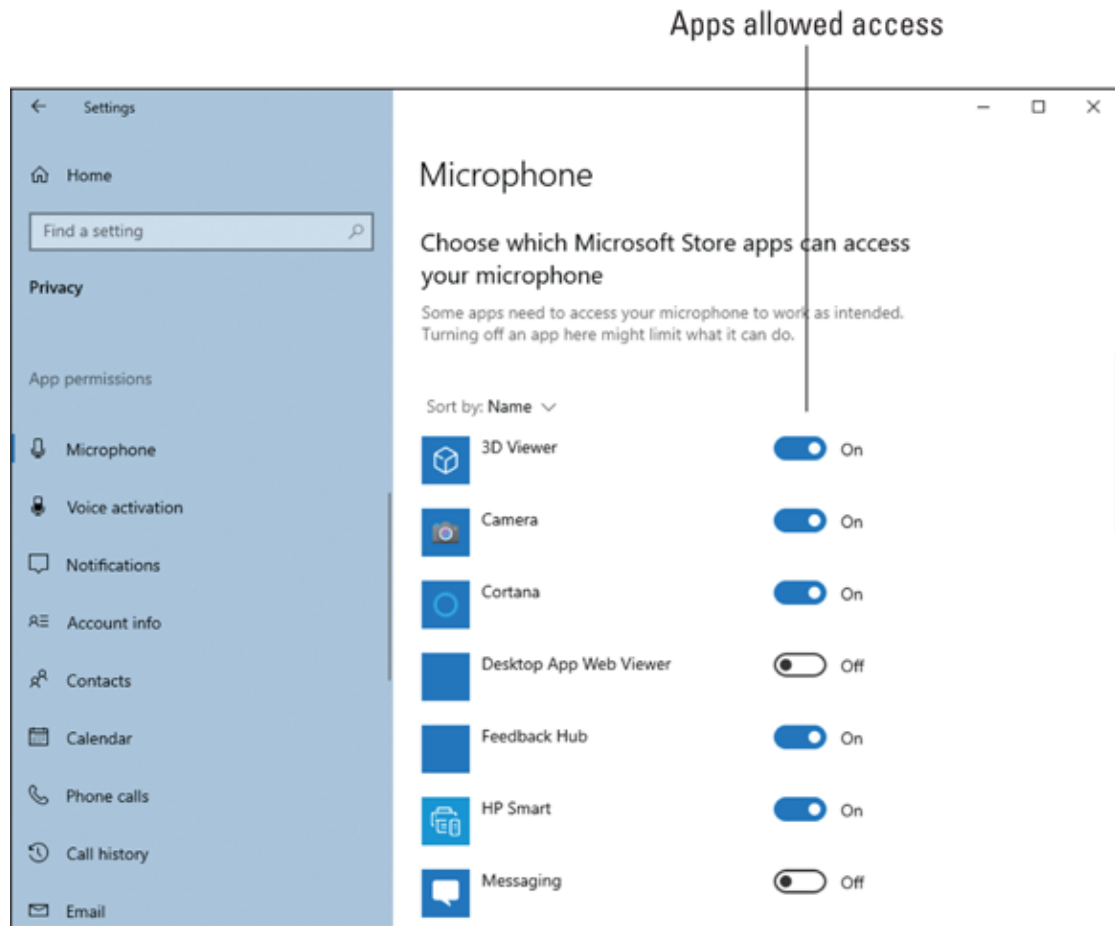 Apps allowed access
Settings
Home
Find a setting
Privacy
App permissions
Microphone
Voice activation
Notifications
Account info
Contacts
Calendar
Phone calls
Call history
Email
Microphone
Choose which Microsoft Store apps can access
your microphone
Some apps need to access your microphone to work as intended.
Turning off an app here might limit what it can do.
Sort by: Name
3D Viewer On
Camera On
Cortana On
Desktop App Web Viewer Off
Feedback Hub On
HP Smart On
Messaging Off